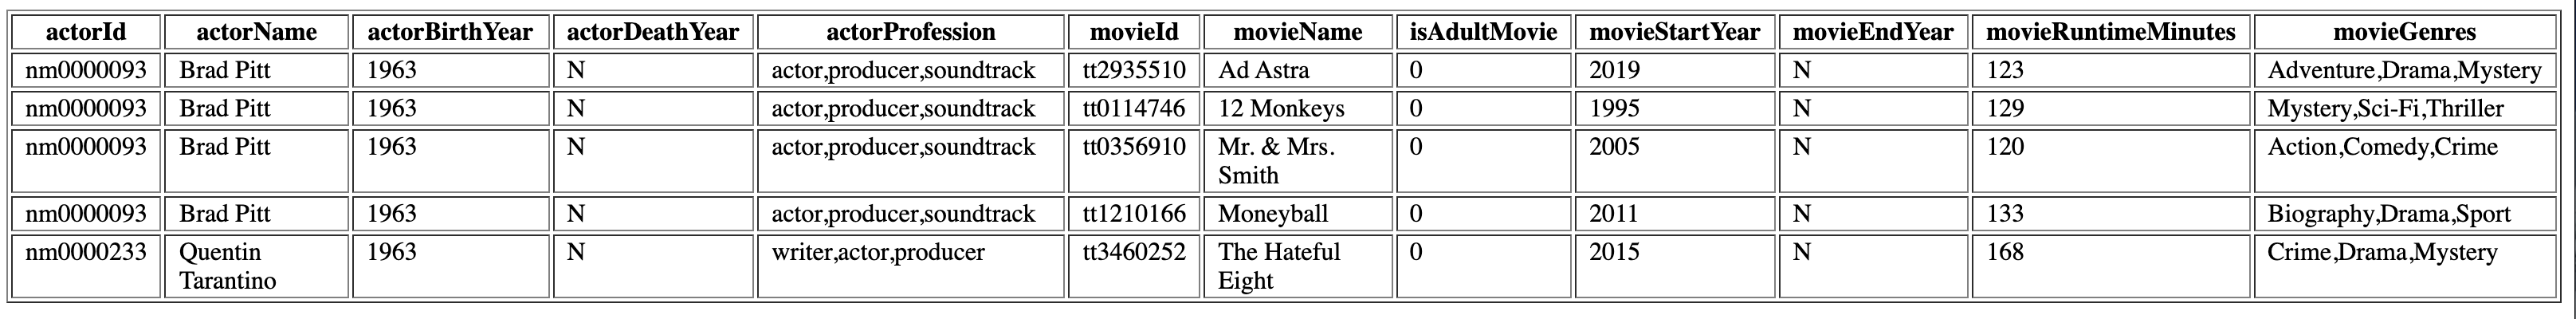 actorId actorName actorBirthYear actorDeathYear actorProfession movieId movieName isAdultMovie movieStartYear movieEndYear movieRuntimeMinutes movieGenres
nm0000093 Brad Pitt 1963 N actor,producer,soundtrack tt2935510 Ad Astra 0 2019 N 123 Adventure,Drama,Mystery
nm0000093 Brad Pitt 1963 N actor,producer,soundtrack tt0114746 12 Monkeys 0 1995 N 129 Mystery,Sci-Fi,Thriller
nm0000093 Brad Pitt 1963 N actor,producer,soundtrack tt0356910 Mr. & Mrs. 0 2005 N 120 Action,Comedy,Crime
Smith
nm0000093 Brad Pitt 1963 N actor,producer,soundtrack tt1210166 Moneyball 0 2011 N 133 Biography,Drama,Sport
nm0000233 Quentin 1963 N writer,actor,producer tt3460252 The Hateful 0 2015 N 168 Crime,Drama,Mystery
Tarantino Eight